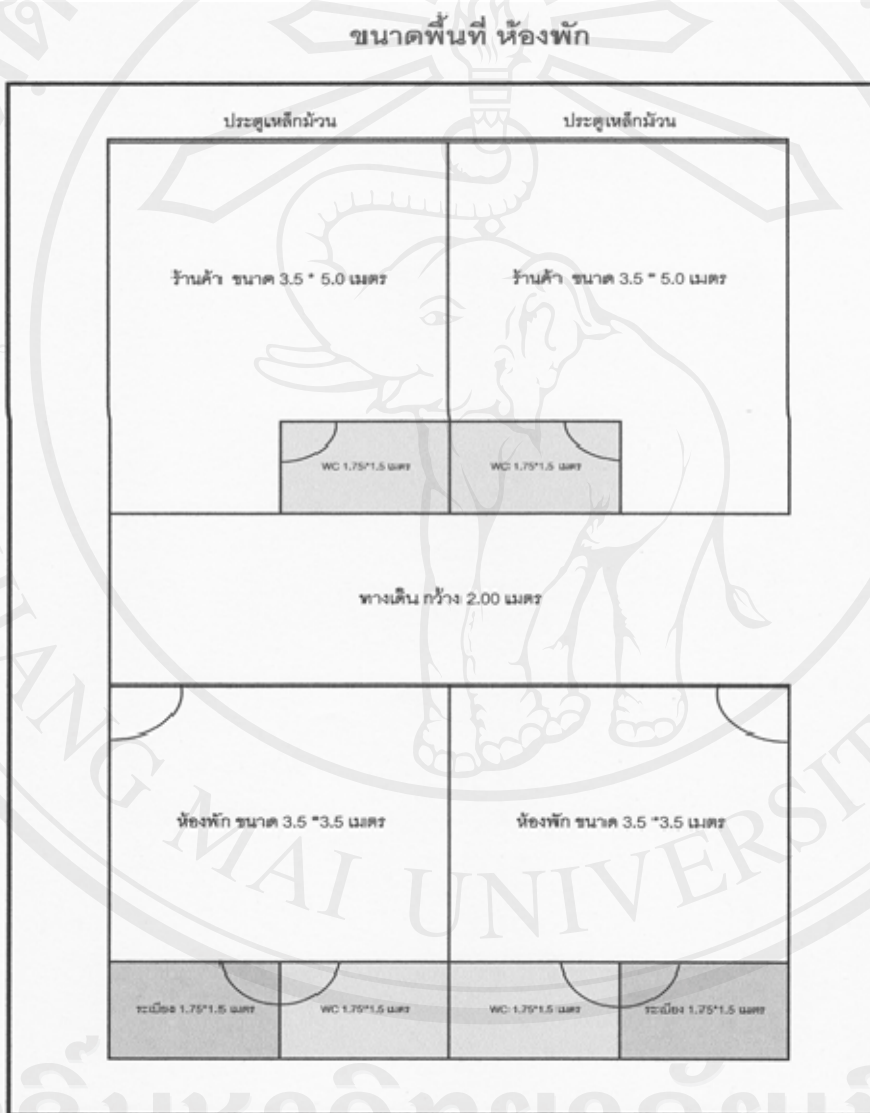 ขนาดพื้นที่ ห้องพัก
ประตูเหล็กม้วน ประตูเหล็กม้วน
ร้านค้า ขนาด 3.5 * 5.0 เมตร ร้านค้า ขนาด 3.5 * 5.0 เมตร
WC 1.75*1.5 เมตร WC 1.75*1.5 เมตร
ทางเดิน กว้าง 2.00 เมตร
ห้องพัก ขนาด 3.5 *3.5 เมตร ห้องพัก ขนาด 3.5 *3.5 เมตร
ระเบียง 1.75*1.5 เมตร WC 1.75*1.5 เมตร WC 1.75*1.5 เมตร ระเบียง 1.75*1.5 เมตร
ANG MAI UNIVERSIT